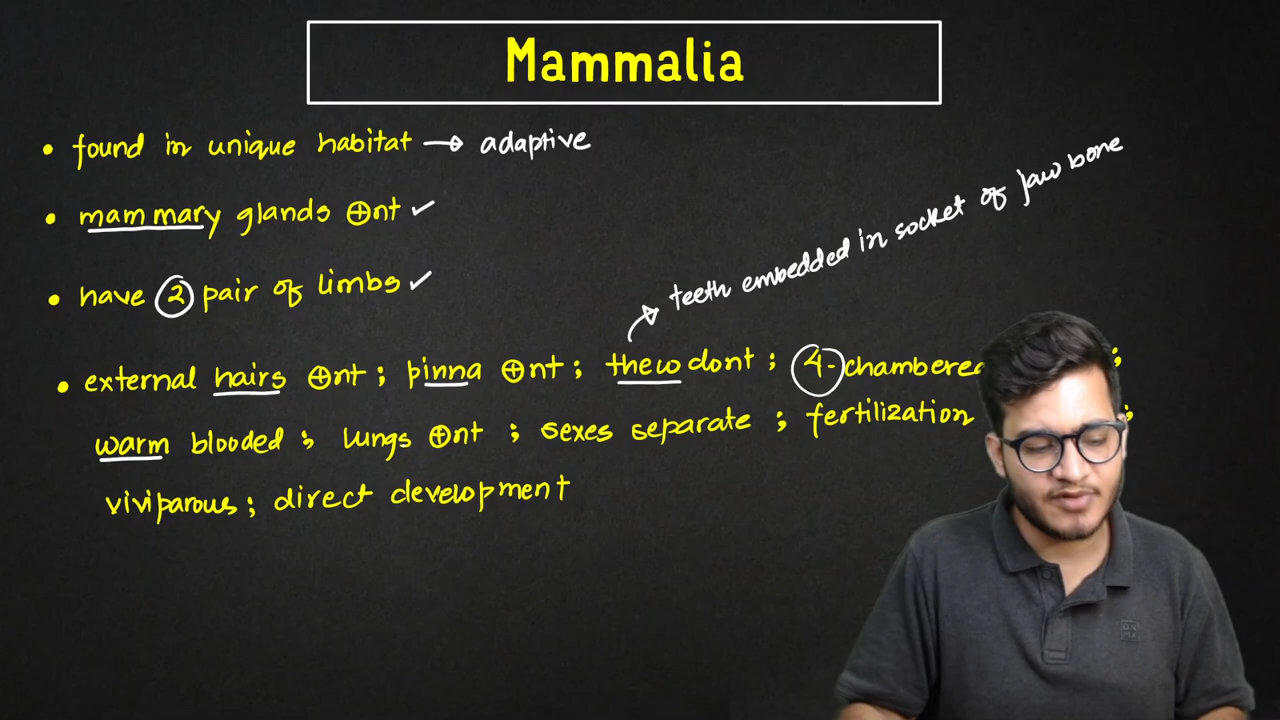 Mammalia
• found in unique habitat → adaptive
• mammary glands ⊕nt ✓
• have 2 pair of limbs ✓
→ teeth embedded in socket of jaw bone
• external hairs ⊕nt ; pinna ⊕nt ; thecodont ; 4-chambered ;
warm blooded ; lungs ⊕nt ; sexes separate ; fertilization ;
viviparous ; direct development